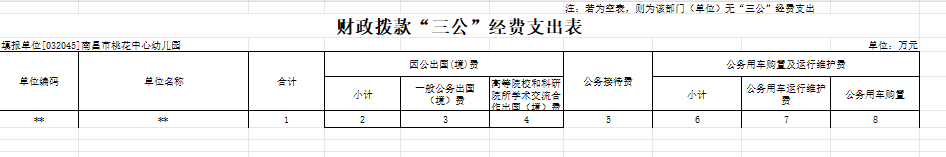 注：若为空表，则为该部门（单位）无“三公”经费支出
财政拨款“三公”经费支出表
填报单位[032045]南昌市桃花中心幼儿园 单位：万元
单位编码 单位名称 合计 因公出国(境)费 公务接待费 公务用车购置及运行维护费
小计 一般公务出国（境）费 高等院校和科研院所学术交流合作出国（境）费 小计 公务用车运行维护费 公务用车购置
** ** 1 2 3 4 5 6 7 8